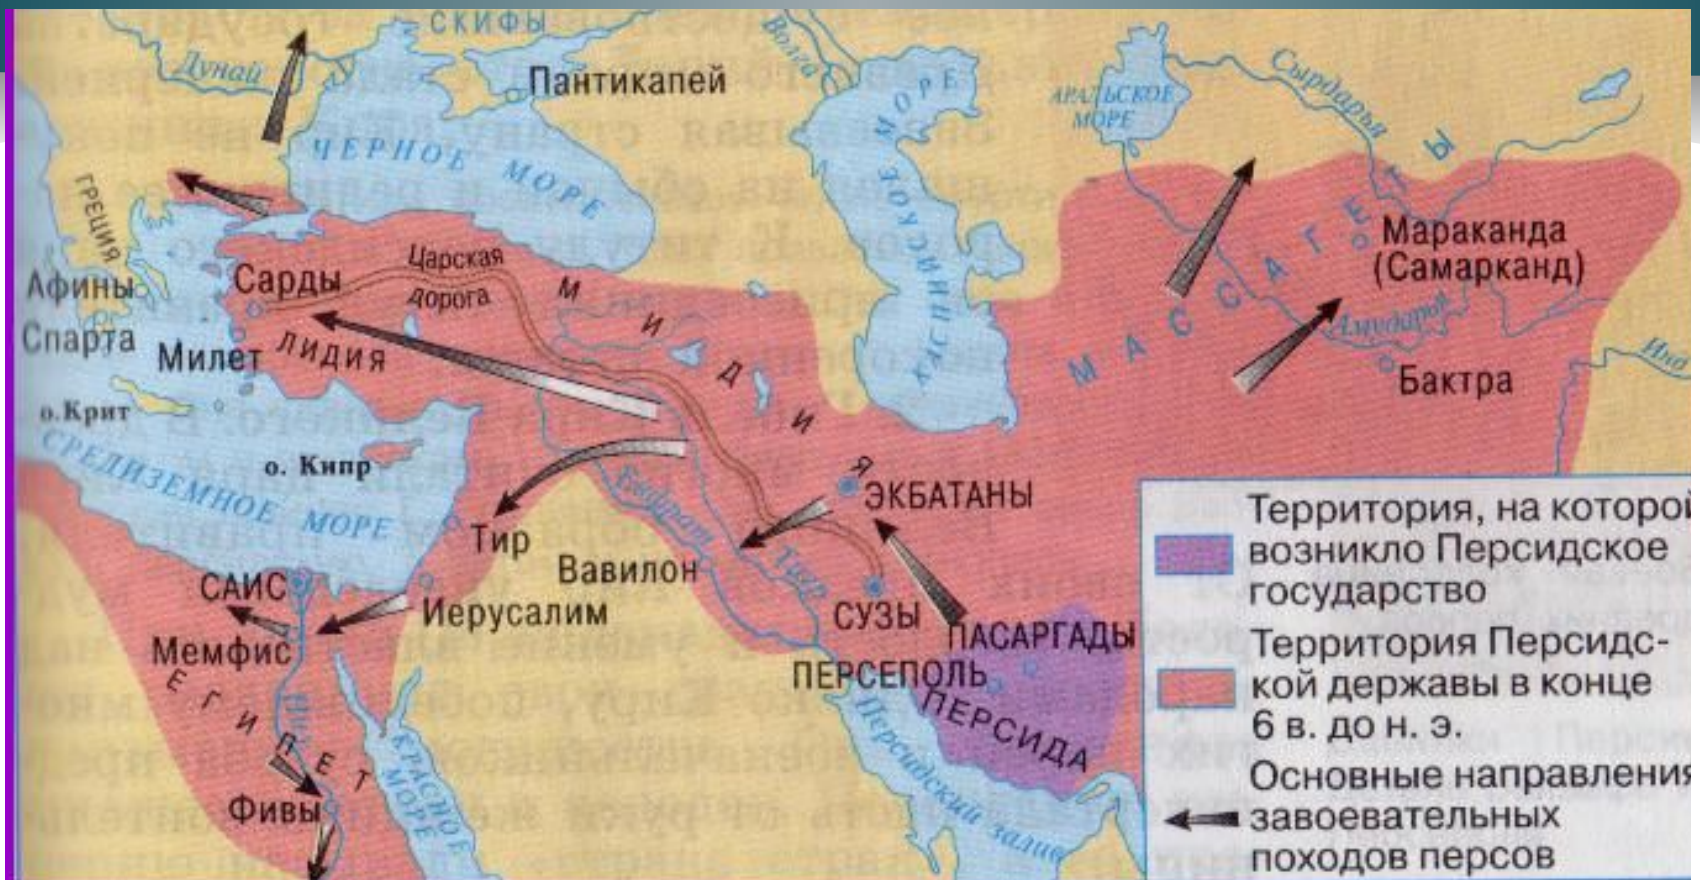 СКИФЫ
Дунай
Волга
Пантикапей
ЧЕРНОЕ МОРЕ
КАСПИЙСКОЕ МОРЕ
АРАЛЬСКОЕ
МОРЕ
Сырдарья
МАССАГЕТЫ
Мараканда
(Самарканд)
Амударья
Бактра
Инд
ГРЕЦИЯ
Афины
Спарта
Сарды
Царская
дорога
МИДИЯ
Милет
ЛИДИЯ
о.Крит
о. Кипр
СРЕДИЗЕМНОЕ МОРЕ
Тир
Евфрат
Тигр
Вавилон
ЭКБАТАНЫ
СУЗЫ
САИС
Иерусалим
Мемфис
ЕГИПЕТ
Нил
Фивы
КРАСНОЕ
МОРЕ
ПАСАРГАДЫ
ПЕРСЕПОЛЬ
ПЕРСИДА
Персидский залив
Территория, на которой
возникло Персидское
государство
Территория Персидс-
кой державы в конце
6 в. до н. э.
Основные направления
завоевательных
походов персов